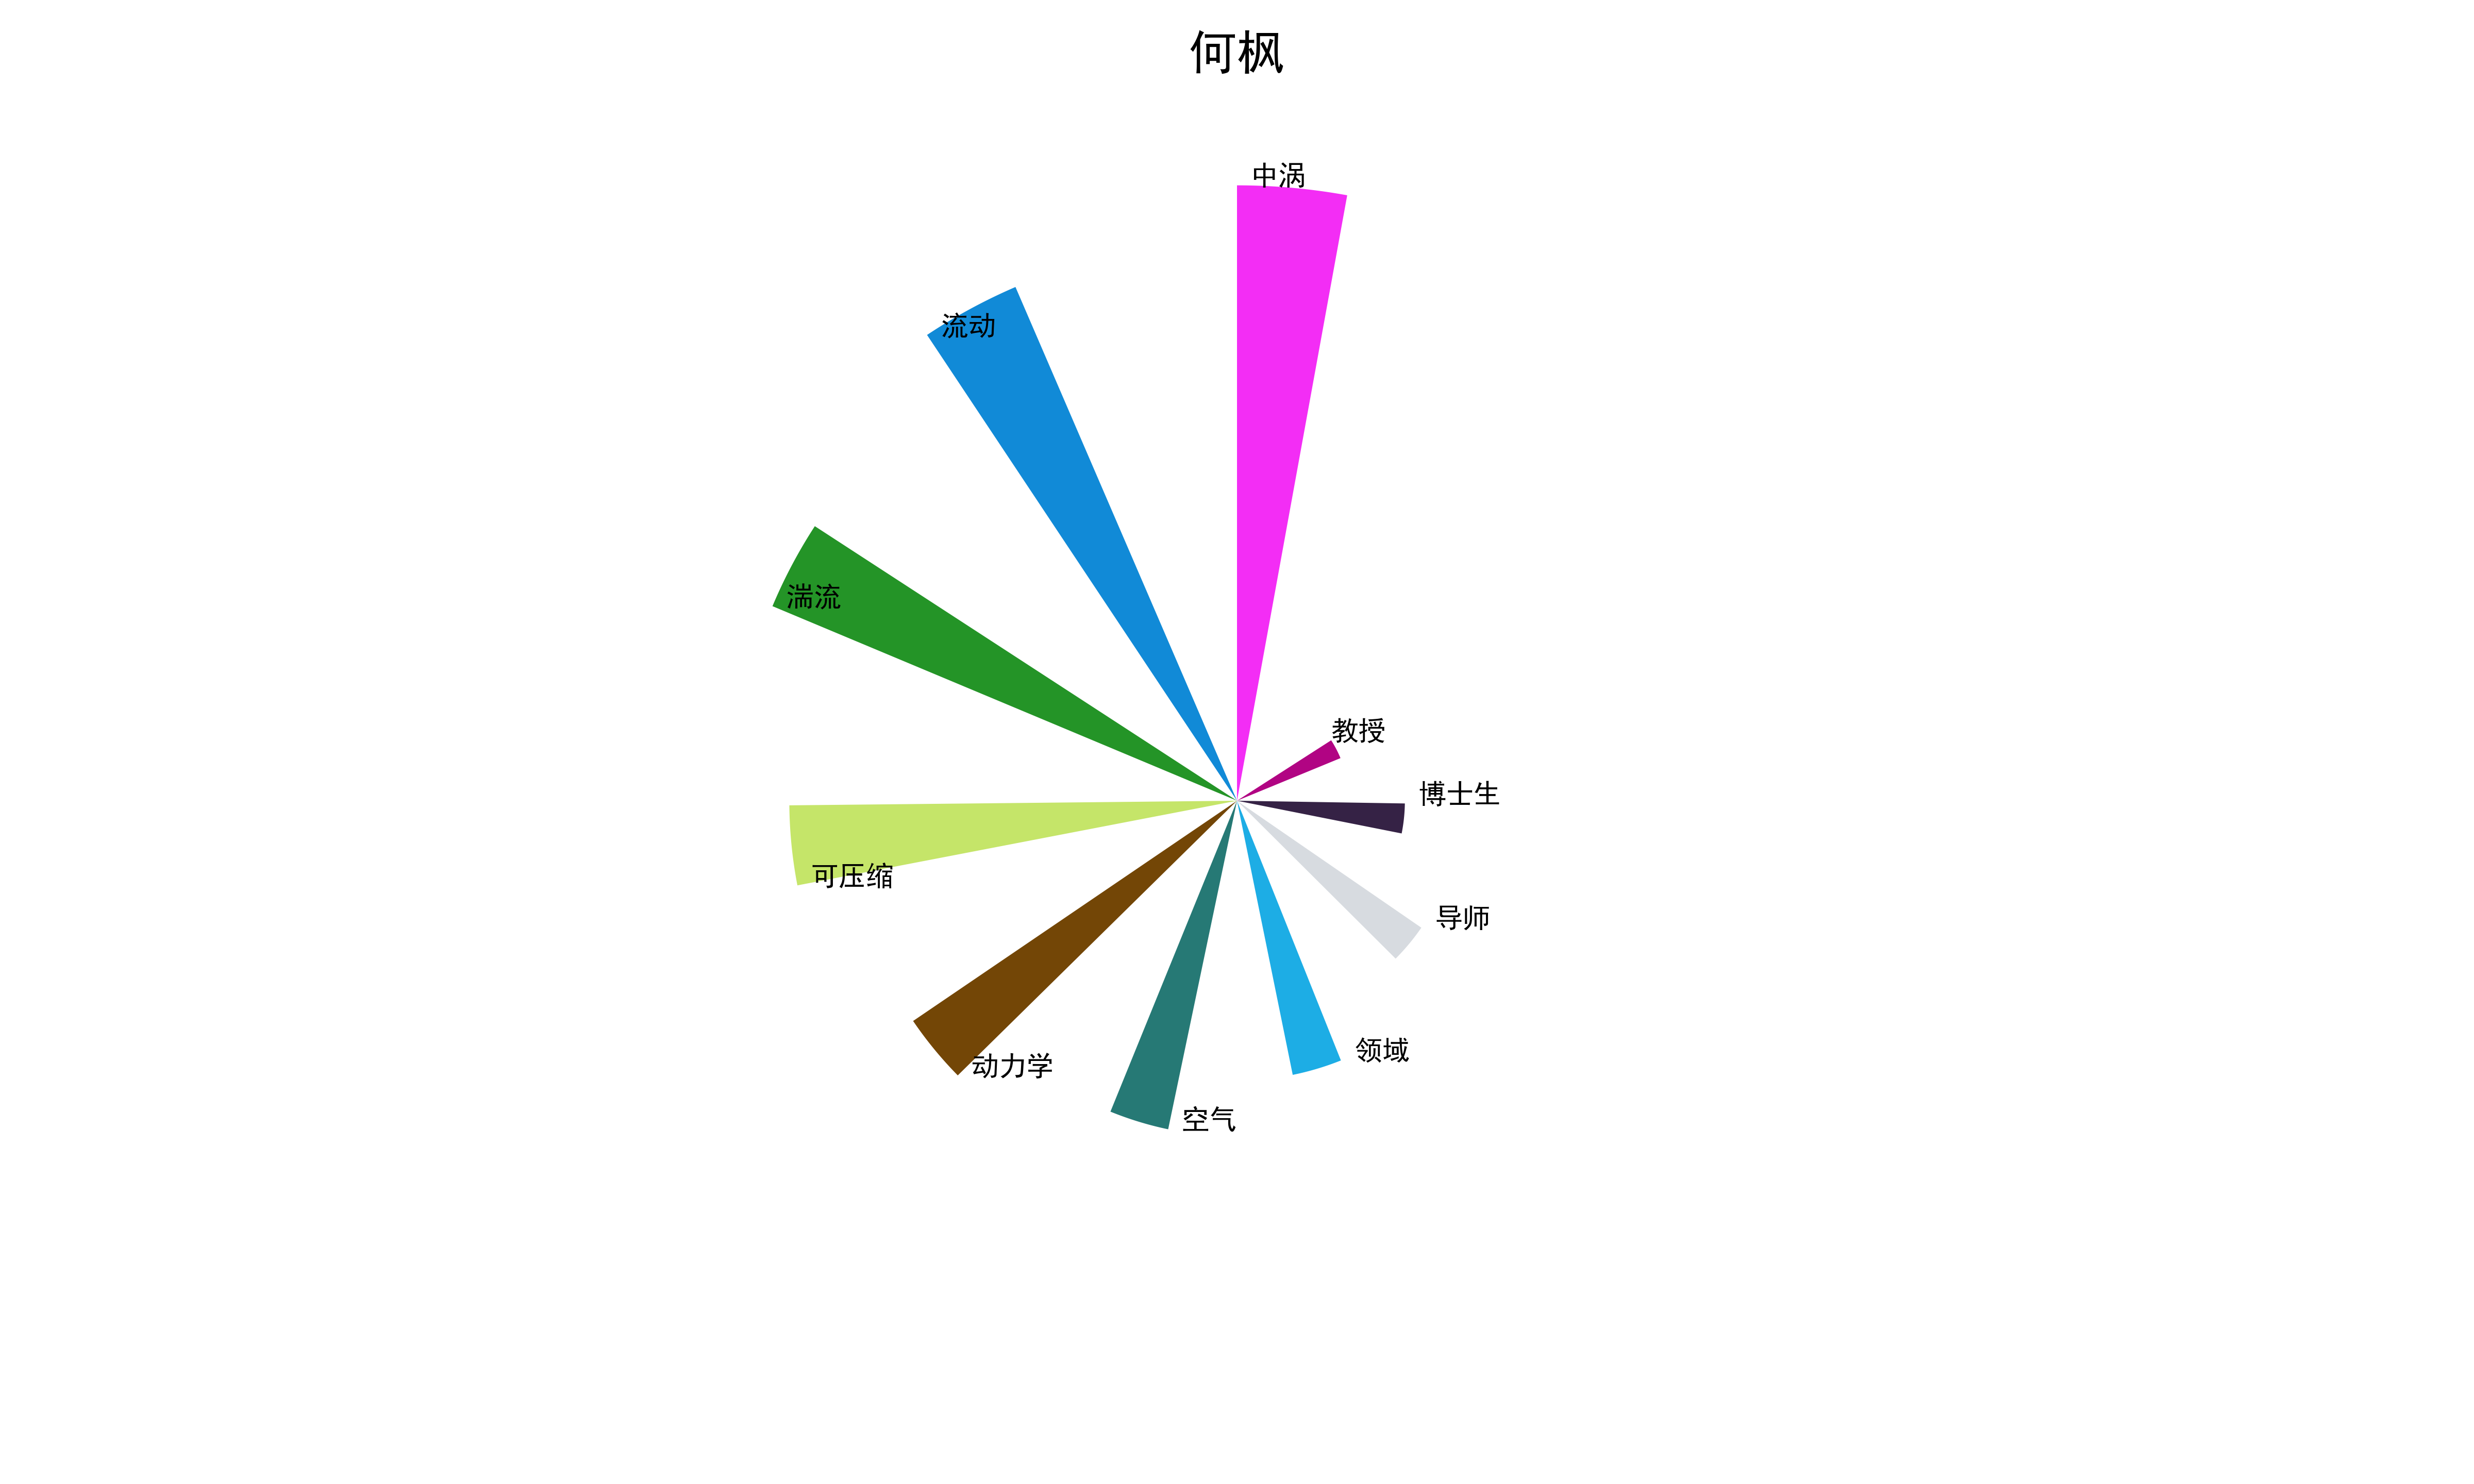 何枫
中涡
流动
湍流
教授
博士生
可压缩
导师
领域
动力学
空气